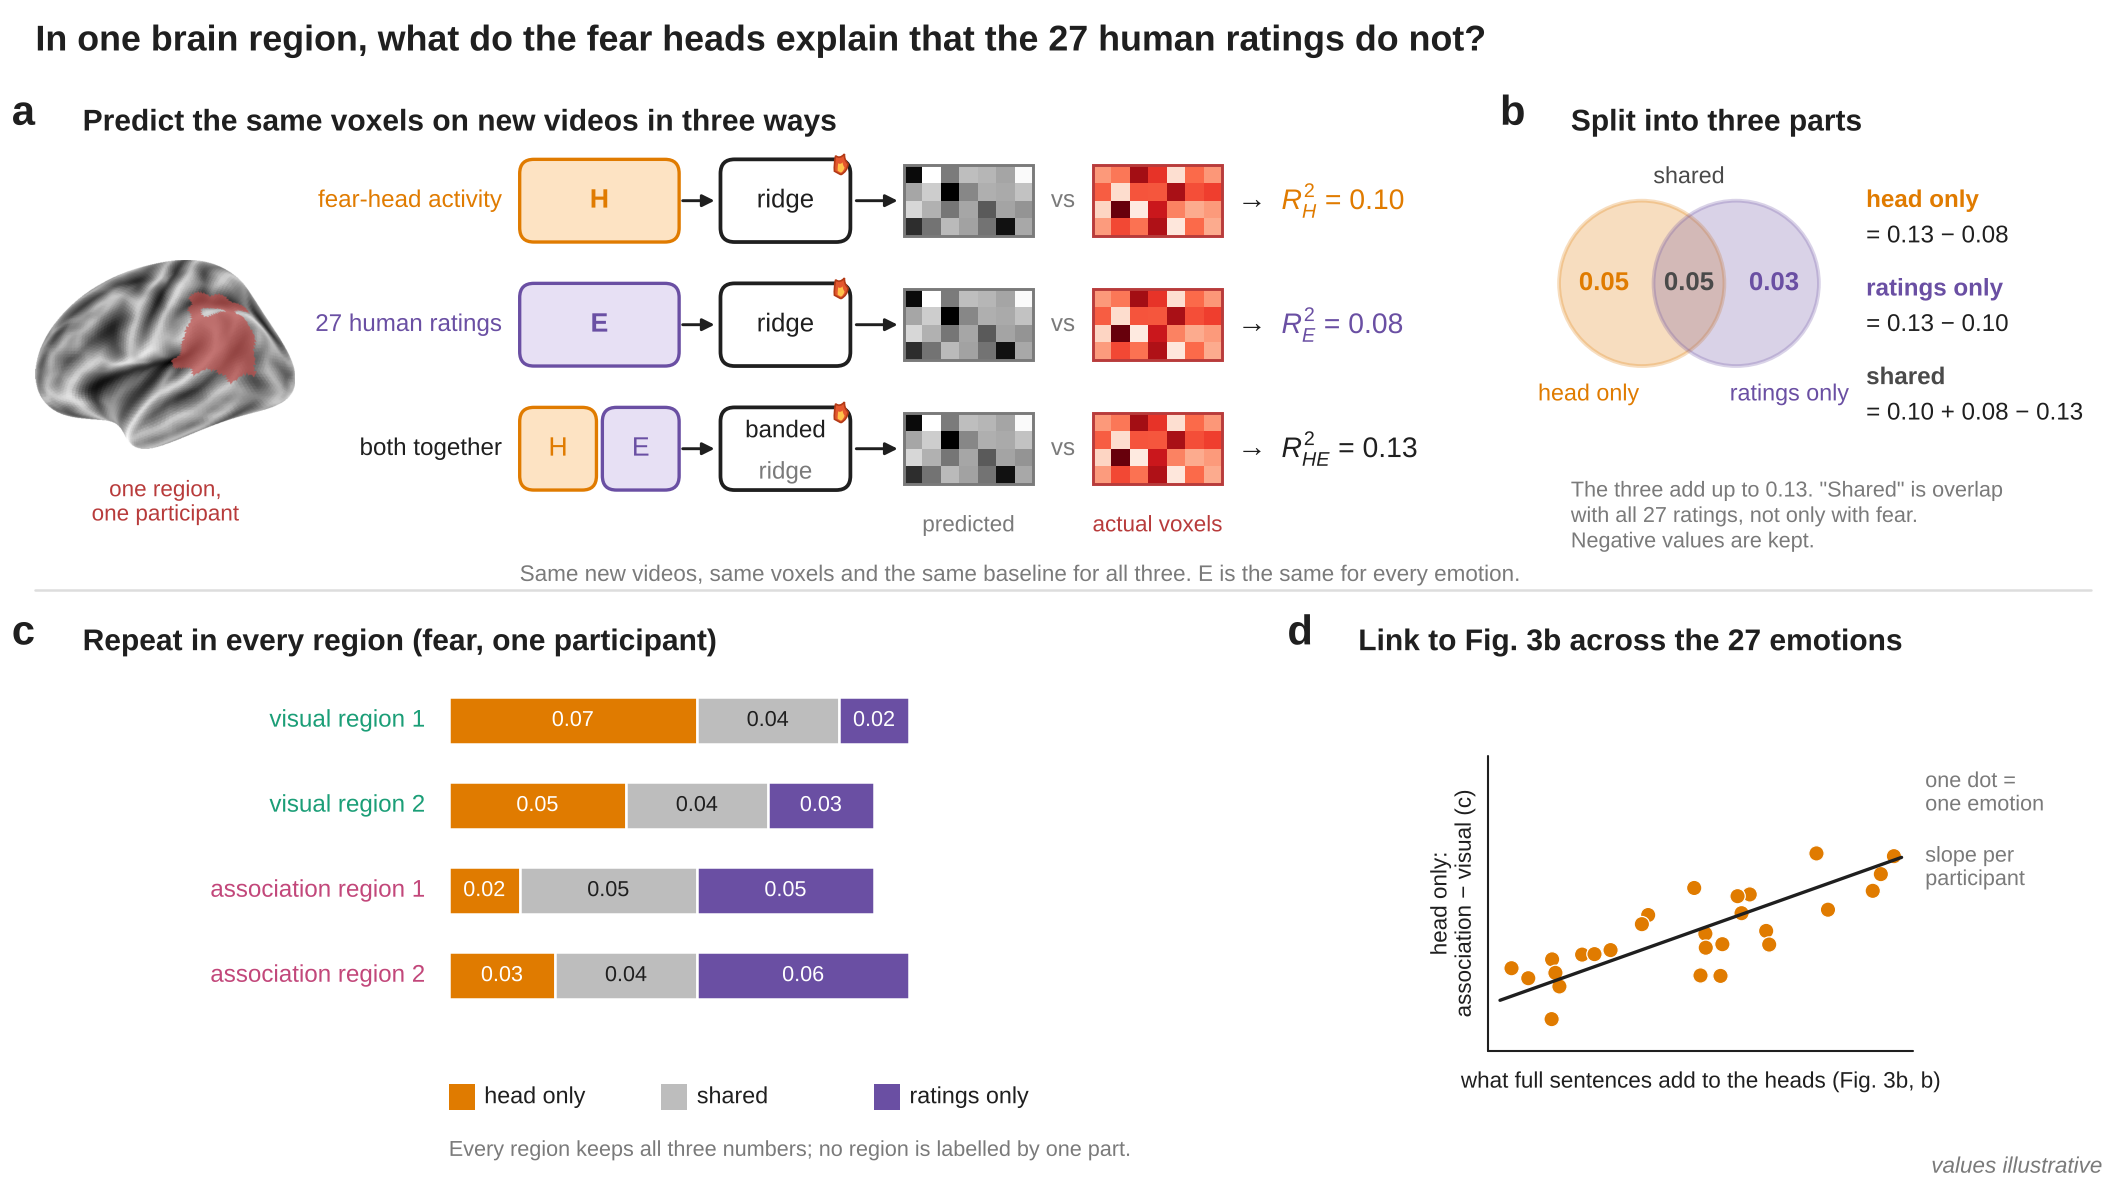 In one brain region, what do the fear heads explain that the 27 human ratings do not?
a
Predict the same voxels on new videos in three ways
fear-head activity
H
ridge
vs
→ R²_H = 0.10
27 human ratings
E
ridge
vs
→ R²_E = 0.08
both together
H
E
banded
ridge
vs
→ R²_HE = 0.13
one region,
one participant
predicted
actual voxels
Same new videos, same voxels and the same baseline for all three. E is the same for every emotion.
b
Split into three parts
shared
0.05
0.05
0.03
head only
ratings only
head only
= 0.13 − 0.08
ratings only
= 0.13 − 0.10
shared
= 0.10 + 0.08 − 0.13
The three add up to 0.13. "Shared" is overlap
with all 27 ratings, not only with fear.
Negative values are kept.
c
Repeat in every region (fear, one participant)
visual region 1
0.07
0.04
0.02
visual region 2
0.05
0.04
0.03
association region 1
0.02
0.05
0.05
association region 2
0.03
0.04
0.06
head only
shared
ratings only
Every region keeps all three numbers; no region is labelled by one part.
d
Link to Fig. 3b across the 27 emotions
head only:
association − visual (c)
one dot =
one emotion
slope per
participant
what full sentences add to the heads (Fig. 3b, b)
values illustrative